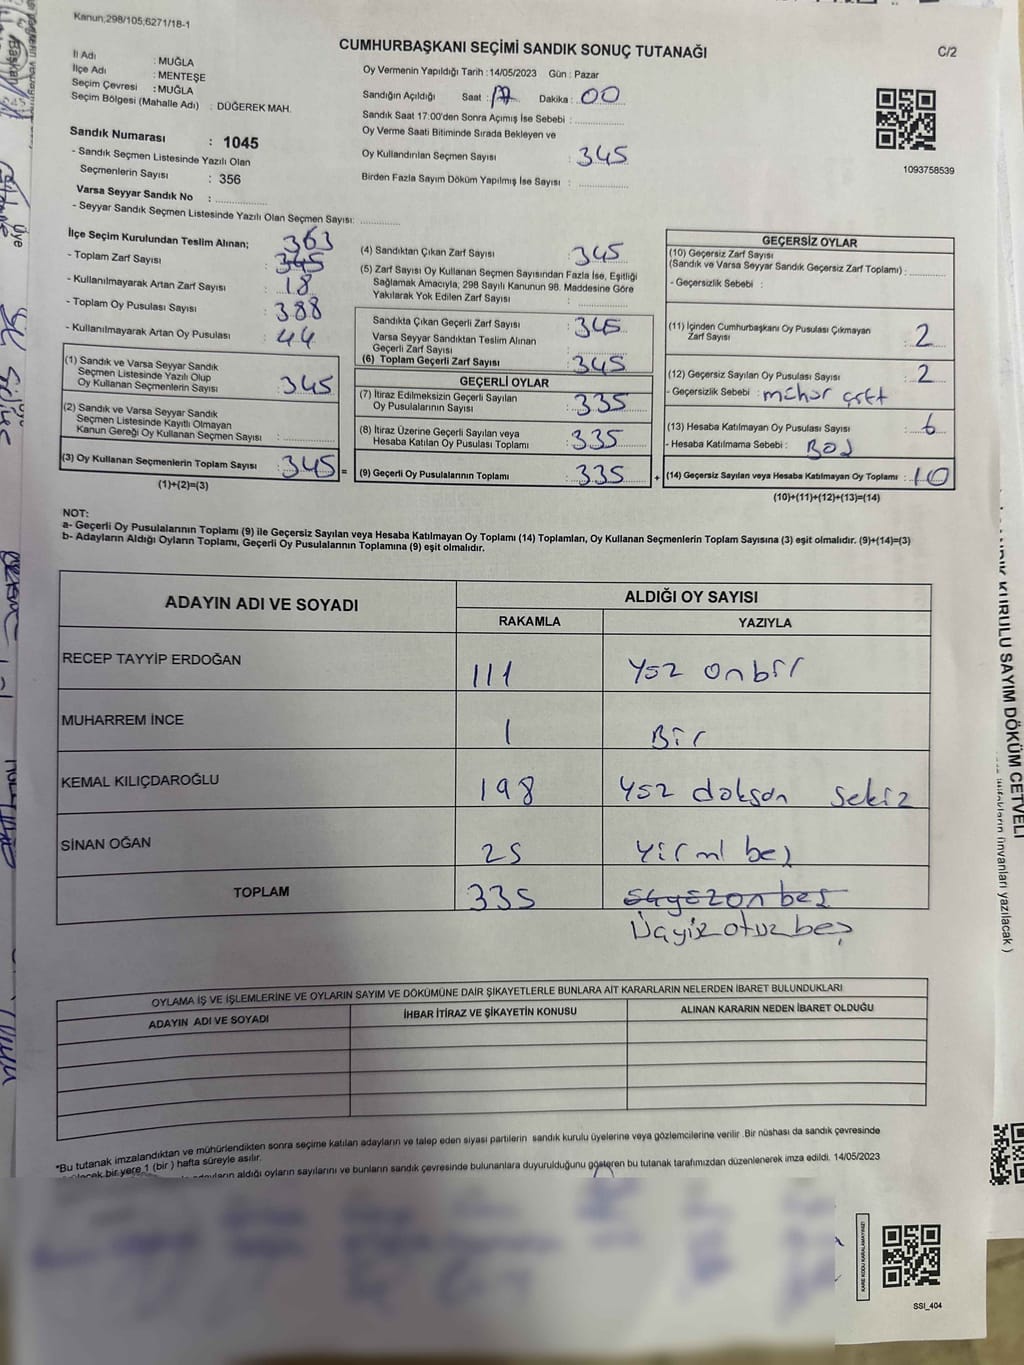 Kanun;298/105;6271/18-1
CUMHURBAŞKANI SEÇİMİ SANDIK SONUÇ TUTANAĞI
C/2
İl Adı : MUĞLA
İlçe Adı : MENTEŞE
Seçim Çevresi : MUĞLA
Seçim Bölgesi (Mahalle Adı) : DÜĞEREK MAH.
Sandık Numarası : 1045
- Sandık Seçmen Listesinde Yazılı Olan
Seçmenlerin Sayısı : 356
Varsa Seyyar Sandık No : ..............
- Seyyar Sandık Seçmen Listesinde Yazılı Olan Seçmen Sayısı: ............
Oy Vermenin Yapıldığı Tarih : 14/05/2023 Gün : Pazar
Sandığın Açıldığı Saat : Dakika : 00
Sandık Saat 17:00'den Sonra Açımış İse Sebebi : ..............
Oy Verme Saati Bitiminde Sırada Bekleyen ve
Oy Kullandırılan Seçmen Sayısı : 345
Birden Fazla Sayım Döküm Yapılmış İse Sayısı : ..............
1093758539
İlçe Seçim Kurulundan Teslim Alınan; 363
- Toplam Zarf Sayısı : 345
- Kullanılmayarak Artan Zarf Sayısı : 18
- Toplam Oy Pusulası Sayısı : 388
- Kullanılmayarak Artan Oy Pusulası : 44
(1) Sandık ve Varsa Seyyar Sandık
Seçmen Listesinde Yazılı Olup
Oy Kullanan Seçmenlerin Sayısı : 345
(2) Sandık ve Varsa Seyyar Sandık
Seçmen Listesinde Kayıtlı Olmayan
Kanun Gereği Oy Kullanan Seçmen Sayısı : ............
(3) Oy Kullanan Seçmenlerin Toplam Sayısı : 345 =
(1)+(2)=(3)
(4) Sandıktan Çıkan Zarf Sayısı : 345
(5) Zarf Sayısı Oy Kullanan Seçmen Sayısından Fazla İse, Eşitliği
Sağlamak Amacıyla; 298 Sayılı Kanunun 98. Maddesine Göre
Yakılarak Yok Edilen Zarf Sayısı : ..............
Sandıkta Çıkan Geçerli Zarf Sayısı : 345
Varsa Seyyar Sandıktan Teslim Alınan
Geçerli Zarf Sayısı : ..............
(6) Toplam Geçerli Zarf Sayısı : 345
GEÇERLİ OYLAR
(7) İtiraz Edilmeksizin Geçerli Sayılan
Oy Pusulalarının Sayısı : 335
(8) İtiraz Üzerine Geçerli Sayılan veya
Hesaba Katılan Oy Pusulası Toplamı : 335
(9) Geçerli Oy Pusulalarının Toplamı : 335 +
GEÇERSİZ OYLAR
(10) Geçersiz Zarf Sayısı
(Sandık ve Varsa Seyyar Sandık Geçersiz Zarf Toplamı) : ............
- Geçersizlik Sebebi :
(11) İçinden Cumhurbaşkanı Oy Pusulası Çıkmayan
Zarf Sayısı : 2
(12) Geçersiz Sayılan Oy Pusulası Sayısı : 2
- Geçersizlik Sebebi : mühür çift
(13) Hesaba Katılmayan Oy Pusulası Sayısı : 6
- Hesaba Katılmama Sebebi : Boş
(14) Geçersiz Sayılan veya Hesaba Katılmayan Oy Toplamı : 10
(10)+(11)+(12)+(13)=(14)
NOT:
a- Geçerli Oy Pusulalarının Toplamı (9) ile Geçersiz Sayılan veya Hesaba Katılmayan Oy Toplamı (14) Toplamları, Oy Kullanan Seçmenlerin Toplam Sayısına (3) eşit olmalıdır. (9)+(14)=(3)
b- Adayların Aldığı Oyların Toplamı, Geçerli Oy Pusulalarının Toplamına (9) eşit olmalıdır.
ADAYIN ADI VE SOYADI ALDIĞI OY SAYISI
RAKAMLA YAZIYLA
RECEP TAYYİP ERDOĞAN 111 Yüz onbir
MUHARREM İNCE 1 Bir
KEMAL KILIÇDAROĞLU 198 Yüz doksan sekiz
SİNAN OĞAN 25 Yirmi beş
TOPLAM 335
Üçyüzotuzbeş
OYLAMA İŞ VE İŞLEMLERİNE VE OYLARIN SAYIM VE DÖKÜMÜNE DAİR ŞİKAYETLERLE BUNLARA AİT KARARLARIN NELERDEN İBARET BULUNDUKLARI
ADAYIN ADI VE SOYADI İHBAR İTİRAZ VE ŞİKAYETİN KONUSU ALINAN KARARIN NEDEN İBARET OLDUĞU
*Bu tutanak imzalandıktan ve mühürlendikten sonra seçime katılan adayların ve talep eden siyasi partilerin sandık kurulu üyelerine veya gözlemcilerine verilir .Bir nüshası da sandık çevresinde
bir yere 1 (bir ) hafta süreyle asılır.
aldığı oyların sayılarını ve bunların sandık çevresinde bulunanlara duyurulduğunu gösteren bu tutanak tarafımızdan düzenlenerek imza edildi. 14/05/2023
KARE KODU KARALAMAYINIZ!
SSI_404
KURULU SAYIM DÖKÜM CETVELİ
ünvanları yazılacak )
Başkan
Üye